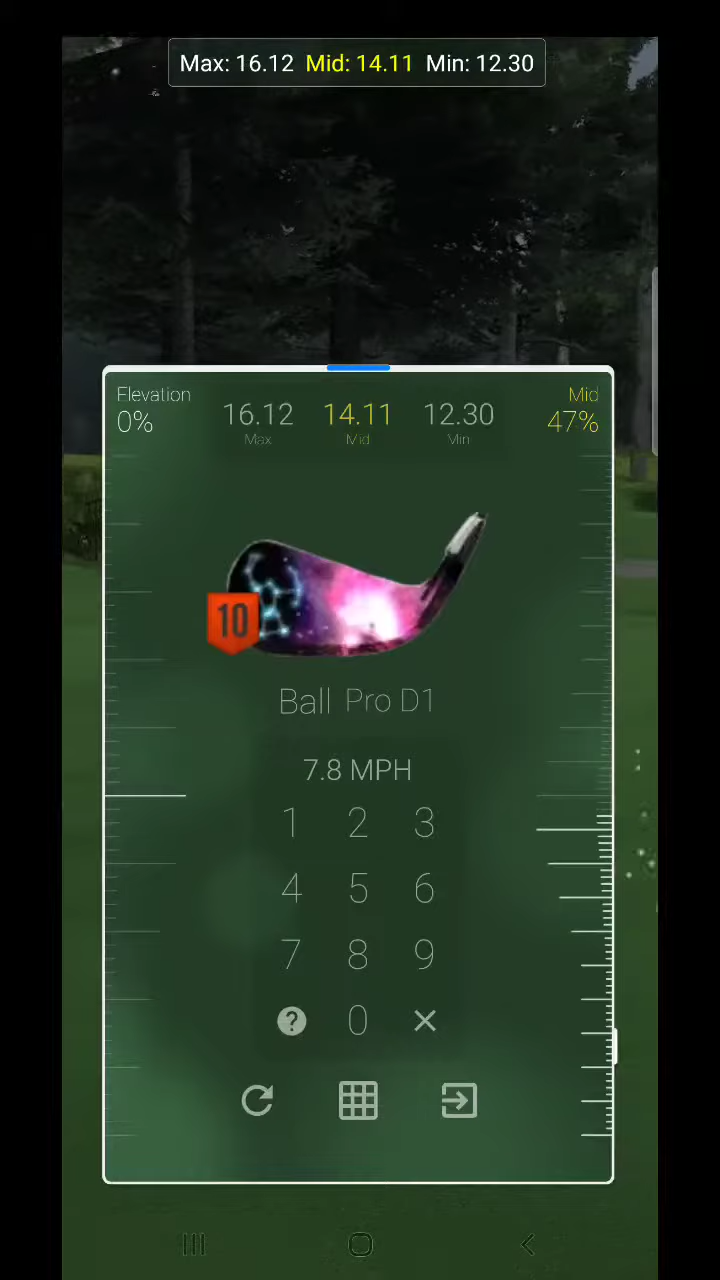 Max: 16.12 Mid: 14.11 Min: 12.30
Elevation
0%
16.12 14.11 12.30
Max Mid Min
Mid
47%
10
Ball Pro D1
7.8 MPH
1 2 3
4 5 6
7 8 9
? 0 ×